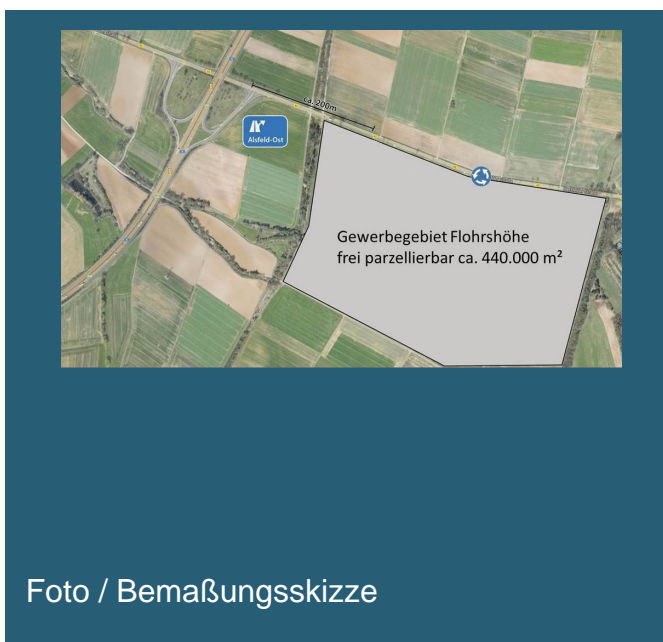 ca. 200m
Alsfeld-Ost
Gewerbegebiet Flohrshöhe
frei parzellierbar ca. 440.000 m²
Foto / Bemaßungsskizze